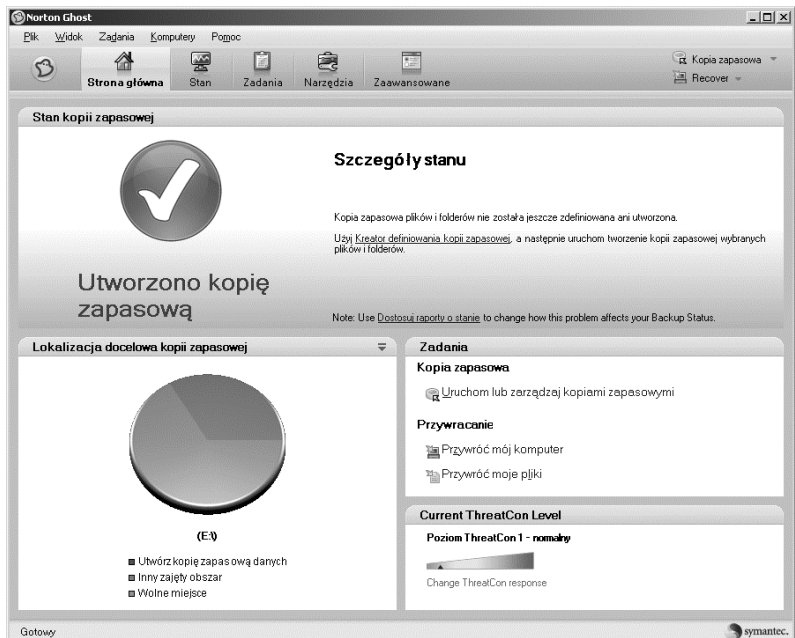 Norton Ghost
Plik Widok Zadania Komputery Pomoc
Strona główna Stan Zadania Narzędzia Zaawansowane
Kopia zapasowa
Recover
Stan kopii zapasowej
Szczegóły stanu
Kopia zapasowa plików i folderów nie została jeszcze zdefiniowana ani utworzona.
Użyj Kreator definiowania kopii zapasowej, a następnie uruchom tworzenie kopii zapasowej wybranych
plików i folderów.
Utworzono kopię
zapasową
Note: Use Dostosuj raporty o stanie to change how this problem affects your Backup Status.
Lokalizacja docelowa kopii zapasowej
(E:\)
Utwórz kopię zapasową danych
Inny zajęty obszar
Wolne miejsce
Zadania
Kopia zapasowa
Uruchom lub zarządzaj kopiami zapasowymi
Przywracanie
Przywróć mój komputer
Przywróć moje pliki
Current ThreatCon Level
Poziom ThreatCon 1 - normalny
Change ThreatCon response
Gotowy
symantec.